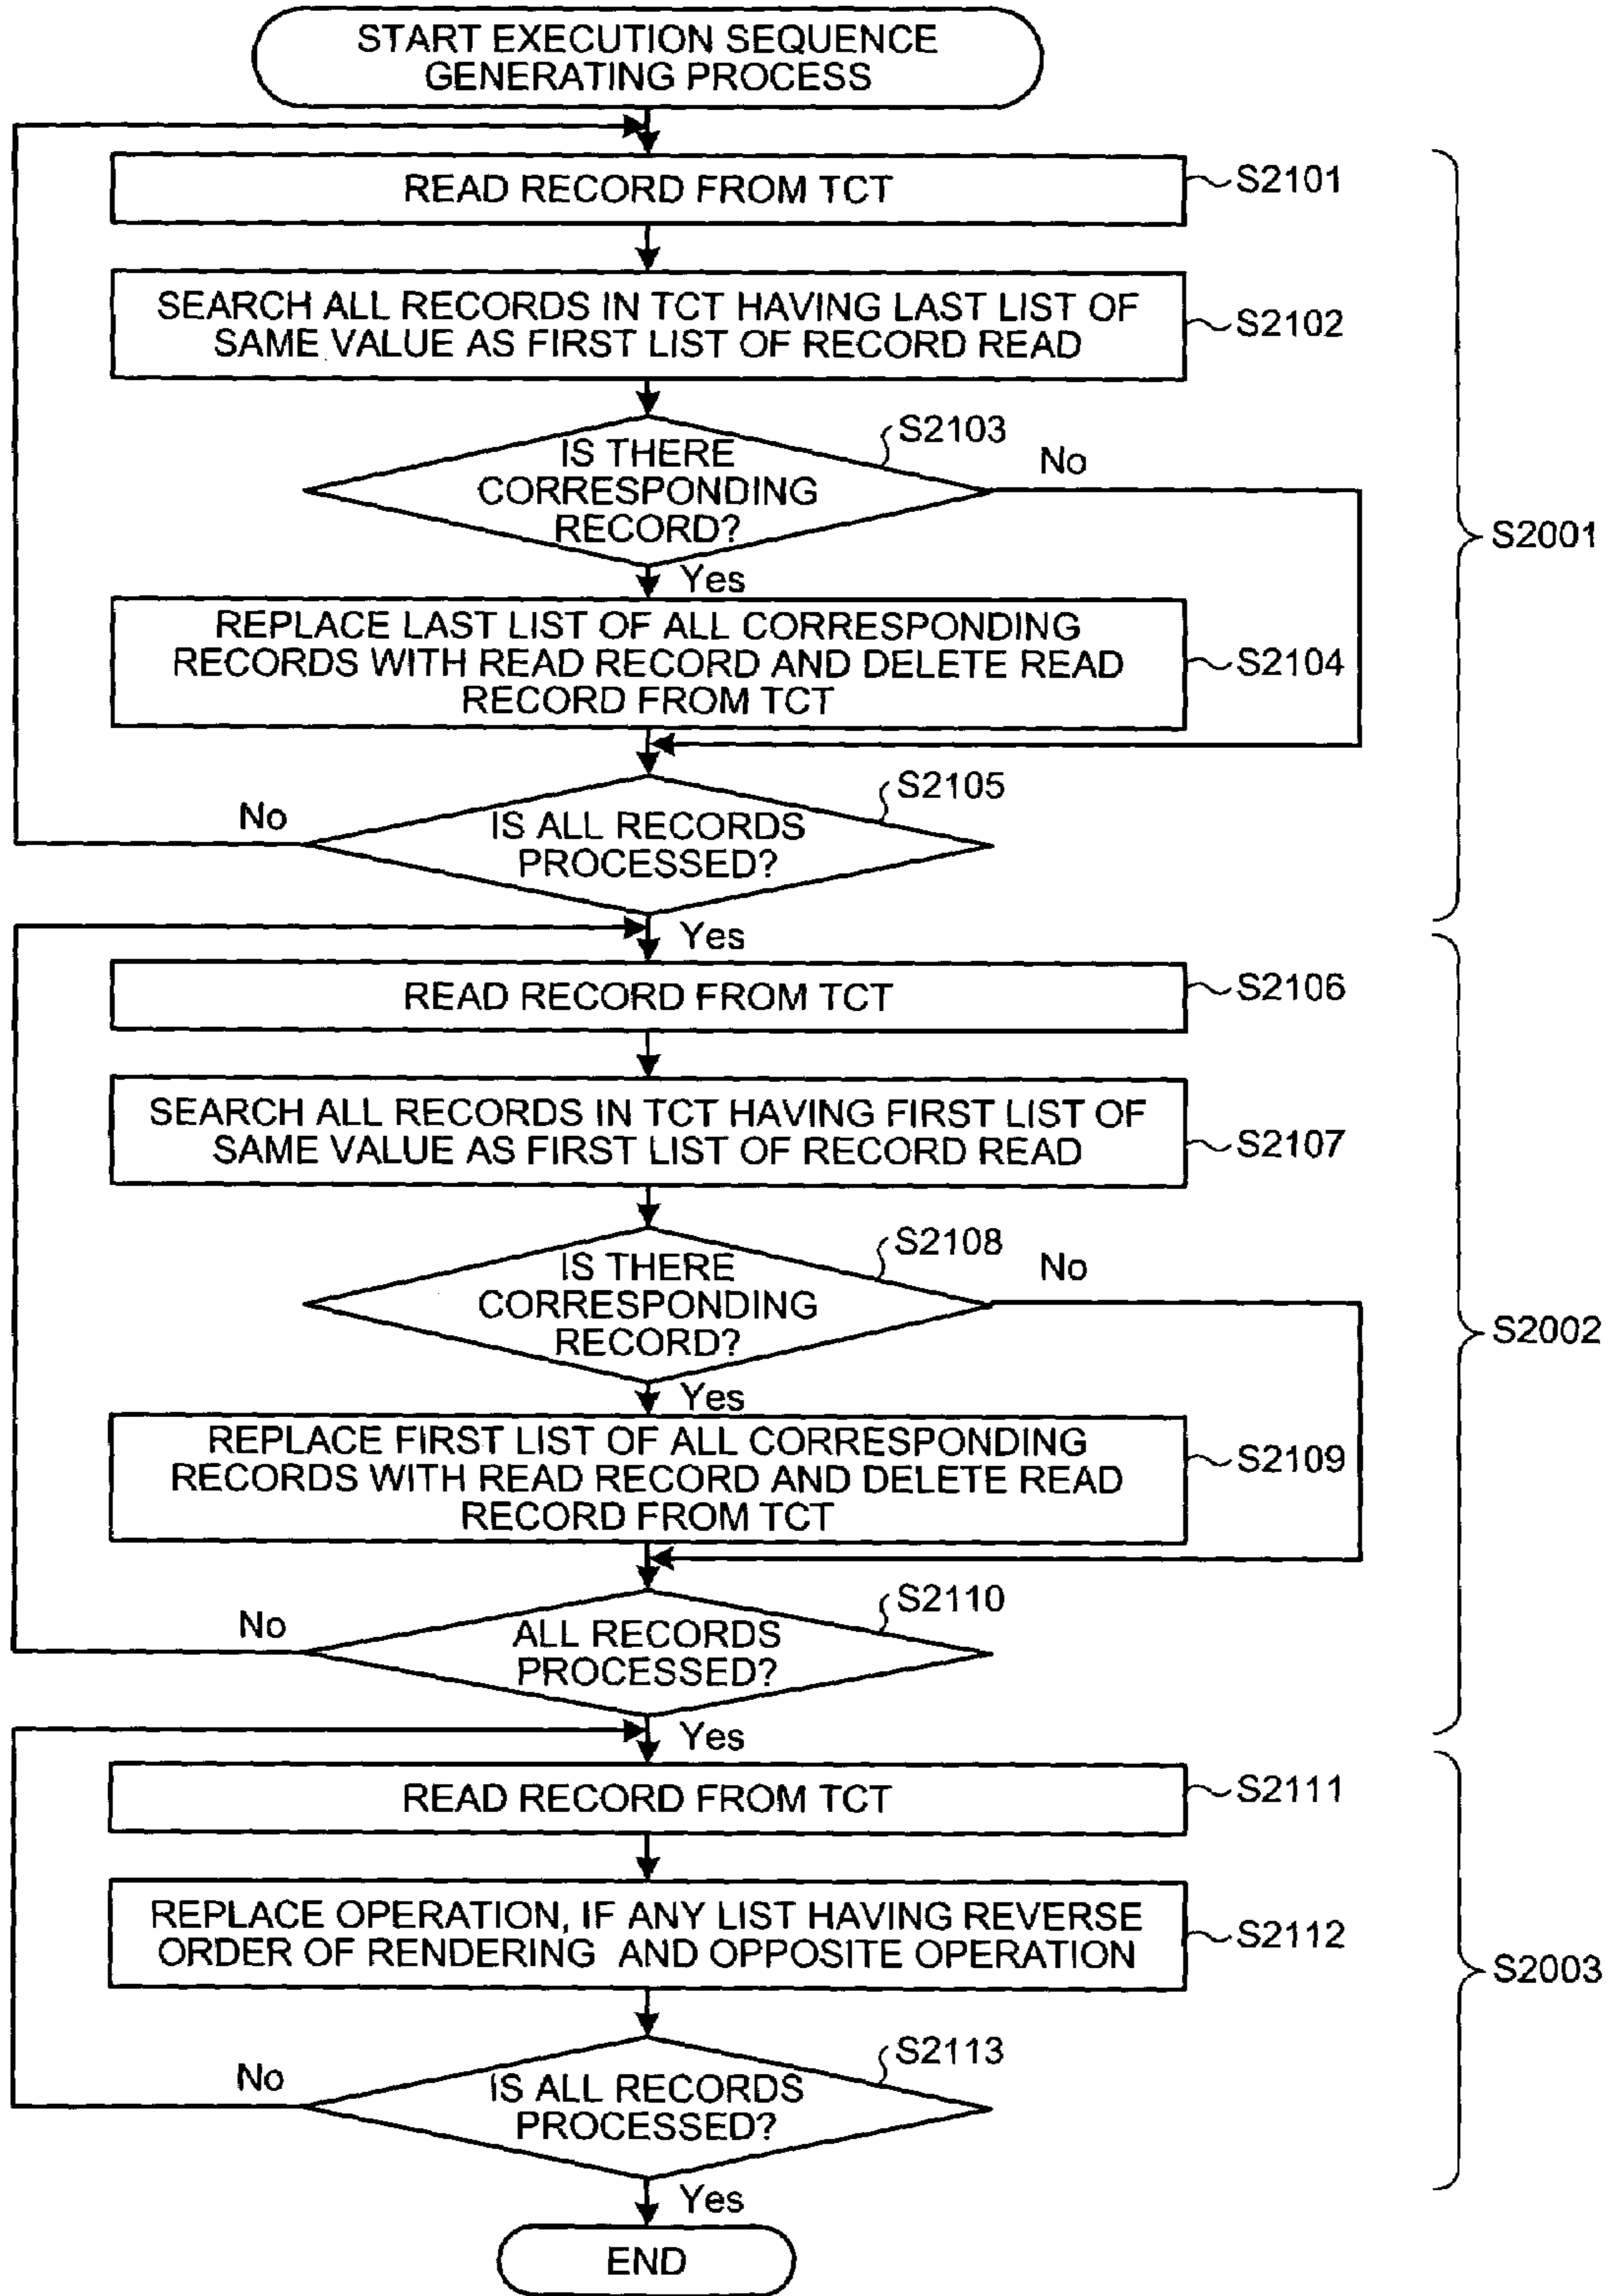 START EXECUTION SEQUENCE
GENERATING PROCESS
READ RECORD FROM TCT
S2101
SEARCH ALL RECORDS IN TCT HAVING LAST LIST OF
SAME VALUE AS FIRST LIST OF RECORD READ
S2102
S2103
IS THERE
CORRESPONDING
RECORD?
No
Yes
S2001
REPLACE LAST LIST OF ALL CORRESPONDING
RECORDS WITH READ RECORD AND DELETE READ
RECORD FROM TCT
S2104
S2105
No
IS ALL RECORDS
PROCESSED?
Yes
READ RECORD FROM TCT
S2106
SEARCH ALL RECORDS IN TCT HAVING FIRST LIST OF
SAME VALUE AS FIRST LIST OF RECORD READ
S2107
S2108
IS THERE
CORRESPONDING
RECORD?
No
Yes
S2002
REPLACE FIRST LIST OF ALL CORRESPONDING
RECORDS WITH READ RECORD AND DELETE READ
RECORD FROM TCT
S2109
S2110
No
ALL RECORDS
PROCESSED?
Yes
READ RECORD FROM TCT
S2111
REPLACE OPERATION, IF ANY LIST HAVING REVERSE
ORDER OF RENDERING AND OPPOSITE OPERATION
S2112
S2003
S2113
No
IS ALL RECORDS
PROCESSED?
Yes
END